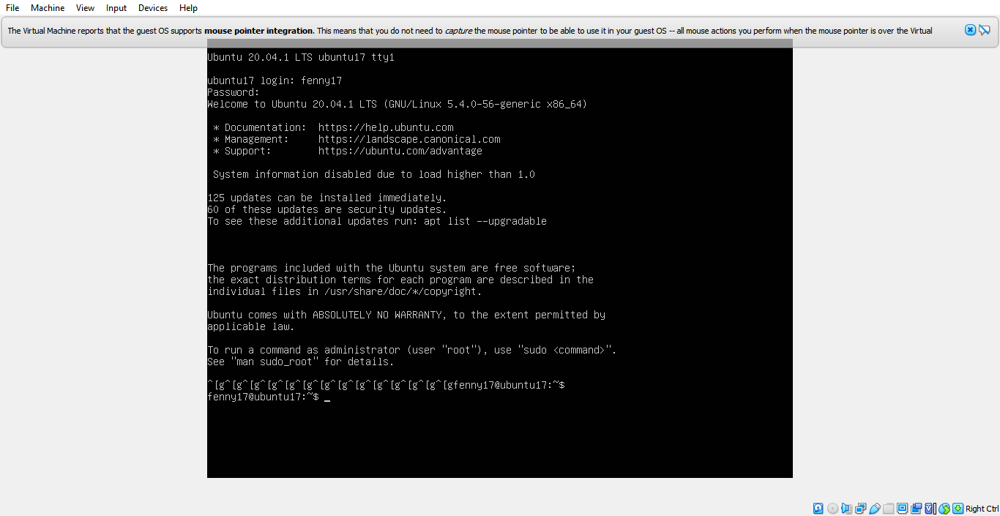 File Machine View Input Devices Help
The Virtual Machine reports that the guest OS supports mouse pointer integration. This means that you do not need to capture the mouse pointer to be able to use it in your guest OS -- all mouse actions you perform when the mouse pointer is over the Virtual
Ubuntu 20.04.1 LTS ubuntu17 tty1
ubuntu17 login: fenny17
Password:
Welcome to Ubuntu 20.04.1 LTS (GNU/Linux 5.4.0-56-generic x86_64)
* Documentation: https://help.ubuntu.com
* Management: https://landscape.canonical.com
* Support: https://ubuntu.com/advantage
System information disabled due to load higher than 1.0
125 updates can be installed immediately.
60 of these updates are security updates.
To see these additional updates run: apt list --upgradable
The programs included with the Ubuntu system are free software;
the exact distribution terms for each program are described in the
individual files in /usr/share/doc/*/copyright.
Ubuntu comes with ABSOLUTELY NO WARRANTY, to the extent permitted by
applicable law.
To run a command as administrator (user "root"), use "sudo <command>".
See "man sudo_root" for details.
^[g^[g^[g^[g^[g^[g^[g^[g^[g^[g^[g^[g^[g^[gfenny17@ubuntu17:~$
fenny17@ubuntu17:~$ _
Right Ctrl